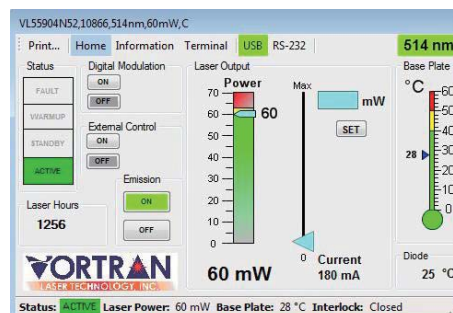 VL55904N52,10866,514nm,60mW,C
Print... Home Information Terminal USB RS-232 514 nm
Status
FAULT
WARMUP
STANDBY
ACTIVE
Laser Hours
1256
Digital Modulation
ON
OFF
External Control
ON
OFF
Emission
ON
OFF
VORTRAN
LASER TECHNOLOGY, INC.
Laser Output
Power
70
60
50
40
30
20
10
0
60
60 mW
Max
0
mW
SET
Current
180 mA
Base Plate
°C
60
50
40
30
20
10
0
28
Diode
25 °C
Status: ACTIVE Laser Power: 60 mW Base Plate: 28 °C Interlock: Closed